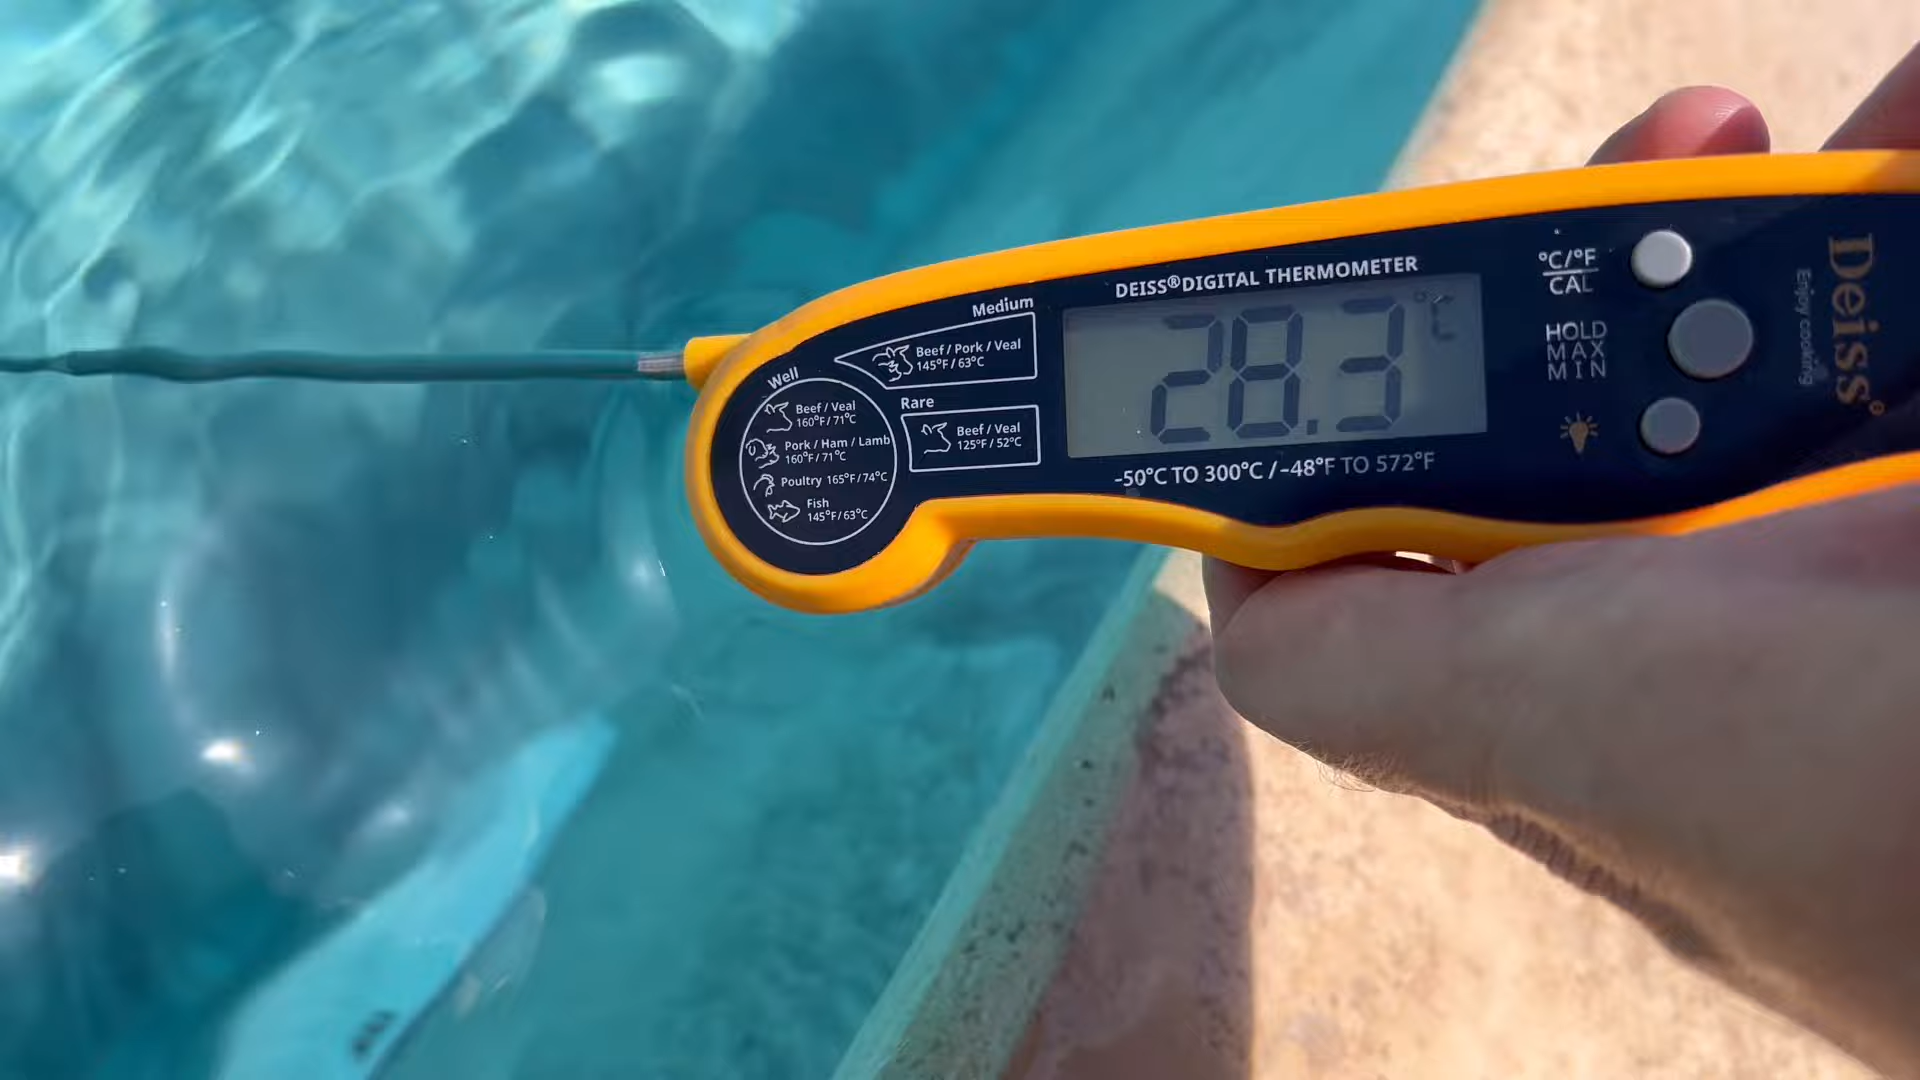 DEISS®DIGITAL THERMOMETER
28.3 °C
-50°C TO 300°C / -48°F TO 572°F
Medium
Beef / Pork / Veal
145°F / 63°C
Rare
Beef / Veal
125°F / 52°C
Well
Beef / Veal
160°F / 71°C
Pork / Ham / Lamb
160°F / 71°C
Poultry 165°F / 74°C
Fish
145°F / 63°C
°C/°F
CAL
HOLD
MAX
MIN
Deiss®
Enjoy cooking